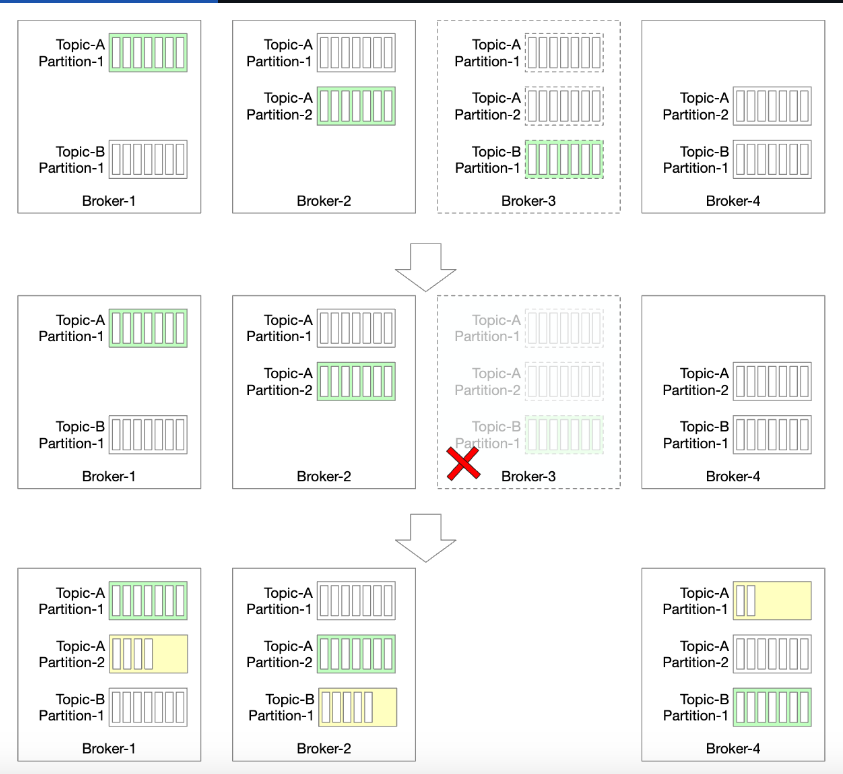 Topic-A
Partition-1
Topic-B
Partition-1
Broker-1
Topic-A
Partition-1
Topic-A
Partition-2
Broker-2
Topic-A
Partition-1
Topic-A
Partition-2
Topic-B
Partition-1
Broker-3
Topic-A
Partition-2
Topic-B
Partition-1
Broker-4
Topic-A
Partition-1
Topic-B
Partition-1
Broker-1
Topic-A
Partition-1
Topic-A
Partition-2
Broker-2
Topic-A
Partition-1
Topic-A
Partition-2
Topic-B
Partition-1
Broker-3
Topic-A
Partition-2
Topic-B
Partition-1
Broker-4
Topic-A
Partition-1
Topic-A
Partition-2
Topic-B
Partition-1
Broker-1
Topic-A
Partition-1
Topic-A
Partition-2
Topic-B
Partition-1
Broker-2
Topic-A
Partition-1
Topic-A
Partition-2
Topic-B
Partition-1
Broker-4